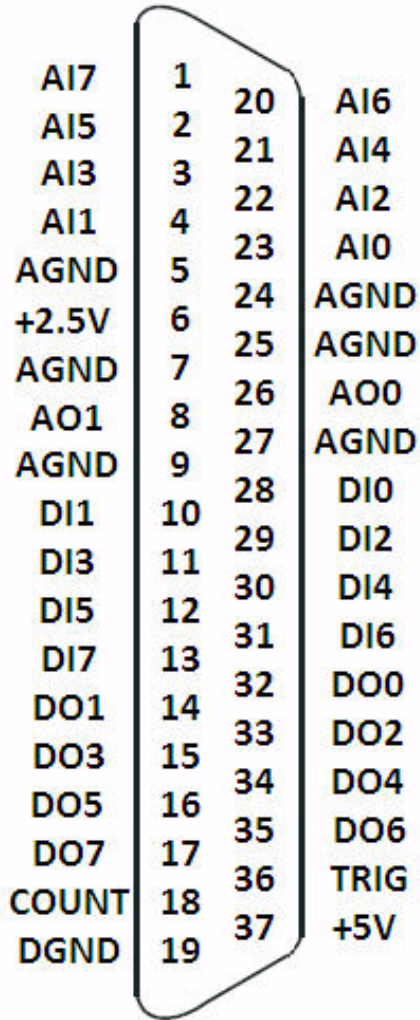 AI7 1
20 AI6
AI5 2
21 AI4
AI3 3
22 AI2
AI1 4
23 AI0
AGND 5
24 AGND
+2.5V 6
25 AGND
AGND 7
26 AO0
AO1 8
27 AGND
AGND 9
28 DI0
DI1 10
29 DI2
DI3 11
30 DI4
DI5 12
31 DI6
DI7 13
32 DO0
DO1 14
33 DO2
DO3 15
34 DO4
DO5 16
35 DO6
DO7 17
36 TRIG
COUNT 18
37 +5V
DGND 19